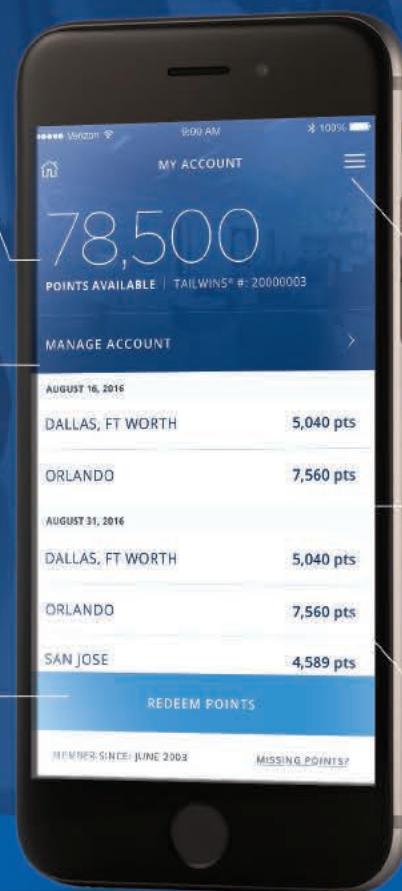 Verizon 9:00 AM 100%
MY ACCOUNT
78,500
POINTS AVAILABLE | TAILWINS® #: 20000003
MANAGE ACCOUNT
AUGUST 16, 2016
DALLAS, FT WORTH 5,040 pts
ORLANDO 7,560 pts
AUGUST 31, 2016
DALLAS, FT WORTH 5,040 pts
ORLANDO 7,560 pts
SAN JOSE 4,589 pts
REDEEM POINTS
MEMBER SINCE: JUNE 2003 MISSING POINTS?